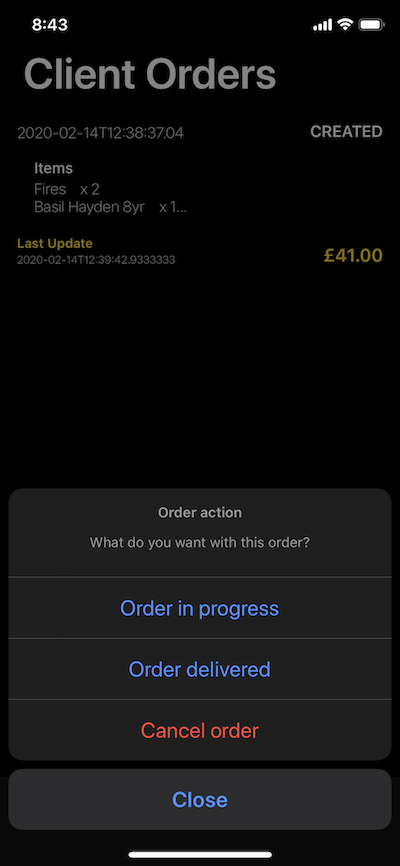 8:43
Client Orders
2020-02-14T12:38:37.04 CREATED
Items
Fires x 2
Basil Hayden 8yr x 1...
Last Update
2020-02-14T12:39:42.9333333 £41.00
Order action
What do you want with this order?
Order in progress
Order delivered
Cancel order
Close